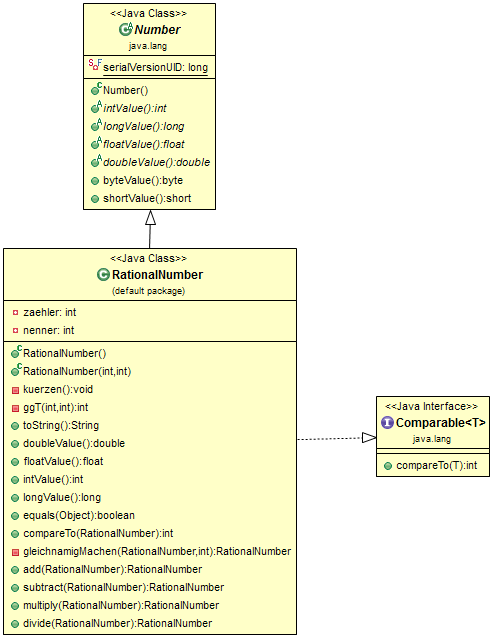 <<Java Class>>
Number
java.lang
serialVersionUID: long
Number()
intValue():int
longValue():long
floatValue():float
doubleValue():double
byteValue():byte
shortValue():short
<<Java Class>>
RationalNumber
(default package)
zaehler: int
nenner: int
RationalNumber()
RationalNumber(int,int)
kuerzen():void
ggT(int,int):int
toString():String
doubleValue():double
floatValue():float
intValue():int
longValue():long
equals(Object):boolean
compareTo(RationalNumber):int
gleichnamigMachen(RationalNumber,int):RationalNumber
add(RationalNumber):RationalNumber
subtract(RationalNumber):RationalNumber
multiply(RationalNumber):RationalNumber
divide(RationalNumber):RationalNumber
<<Java Interface>>
Comparable<T>
java.lang
compareTo(T):int